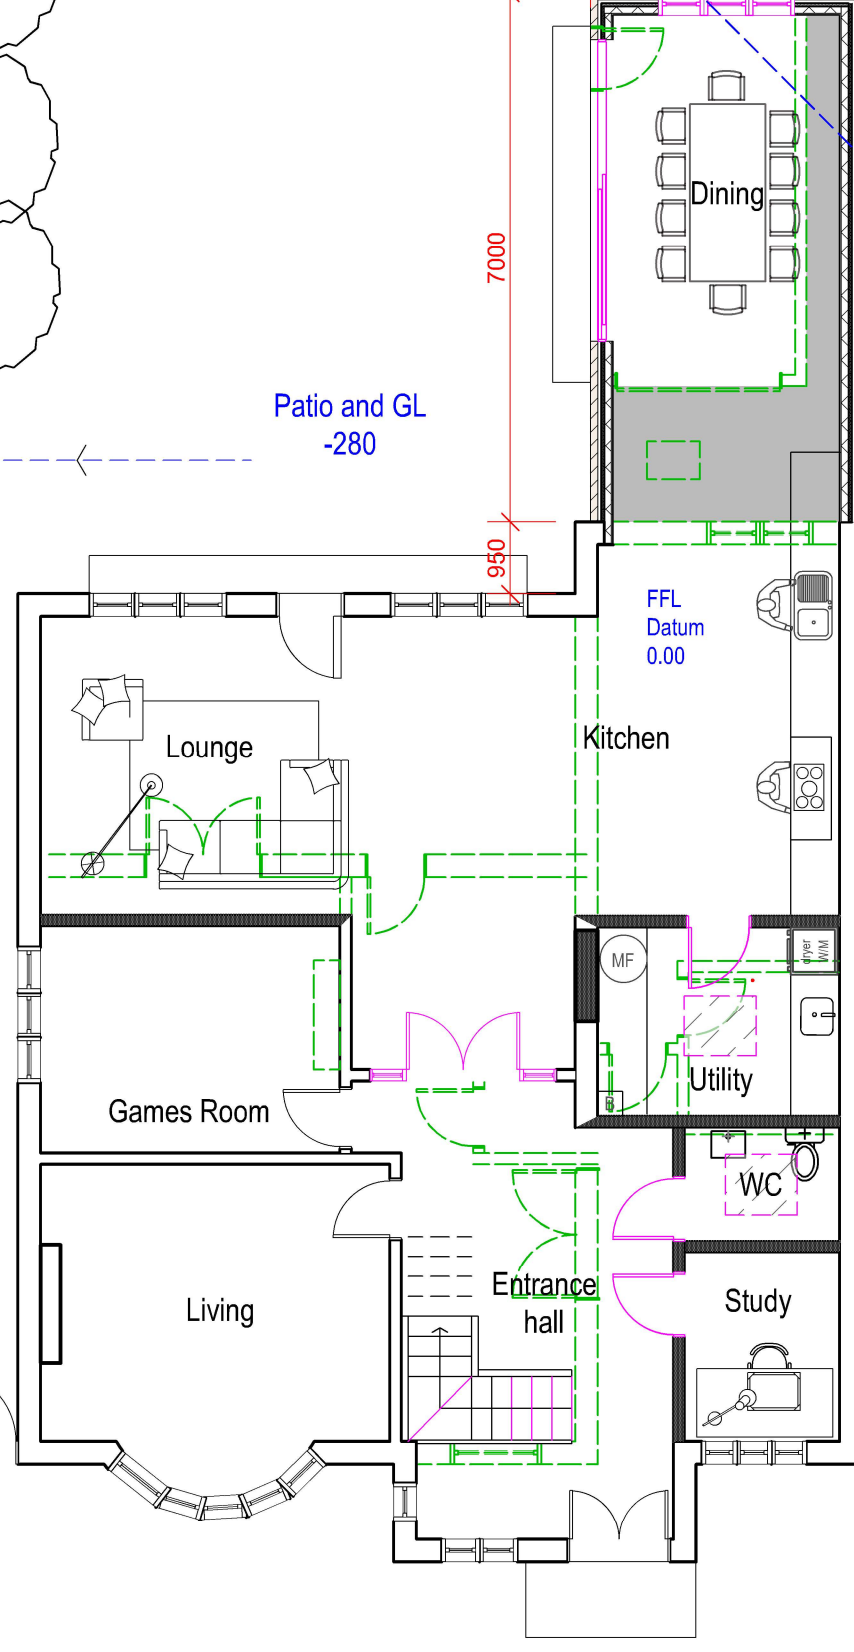 Dining
7000
Patio and GL
-280
950
FFL
Datum
0.00
Kitchen
Lounge
MF
dryer
W/M
Utility
Games Room
B
WC
Entrance
hall
Living
Study